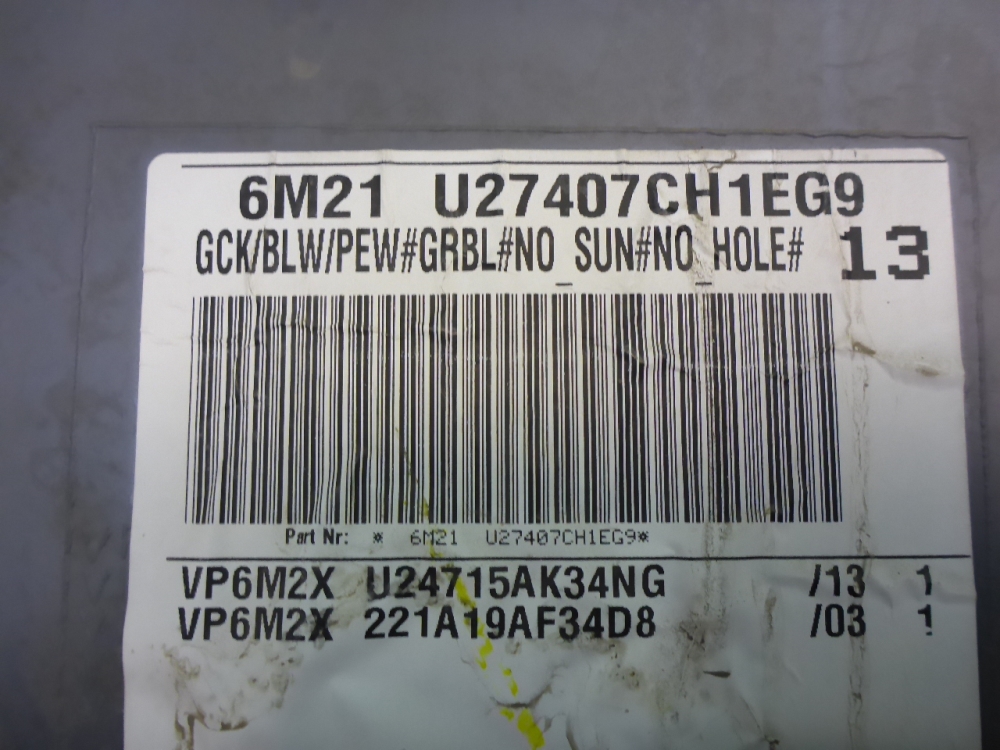 6M21 U27407CH1EG9
GCK/BLW/PEW#GRBL#NO_SUN#NO_HOLE# 13
Part Nr: * 6M21 U27407CH1EG9*
VP6M2X U24715AK34NG /13 1
VP6M2X 221A19AF34D8 /03 1